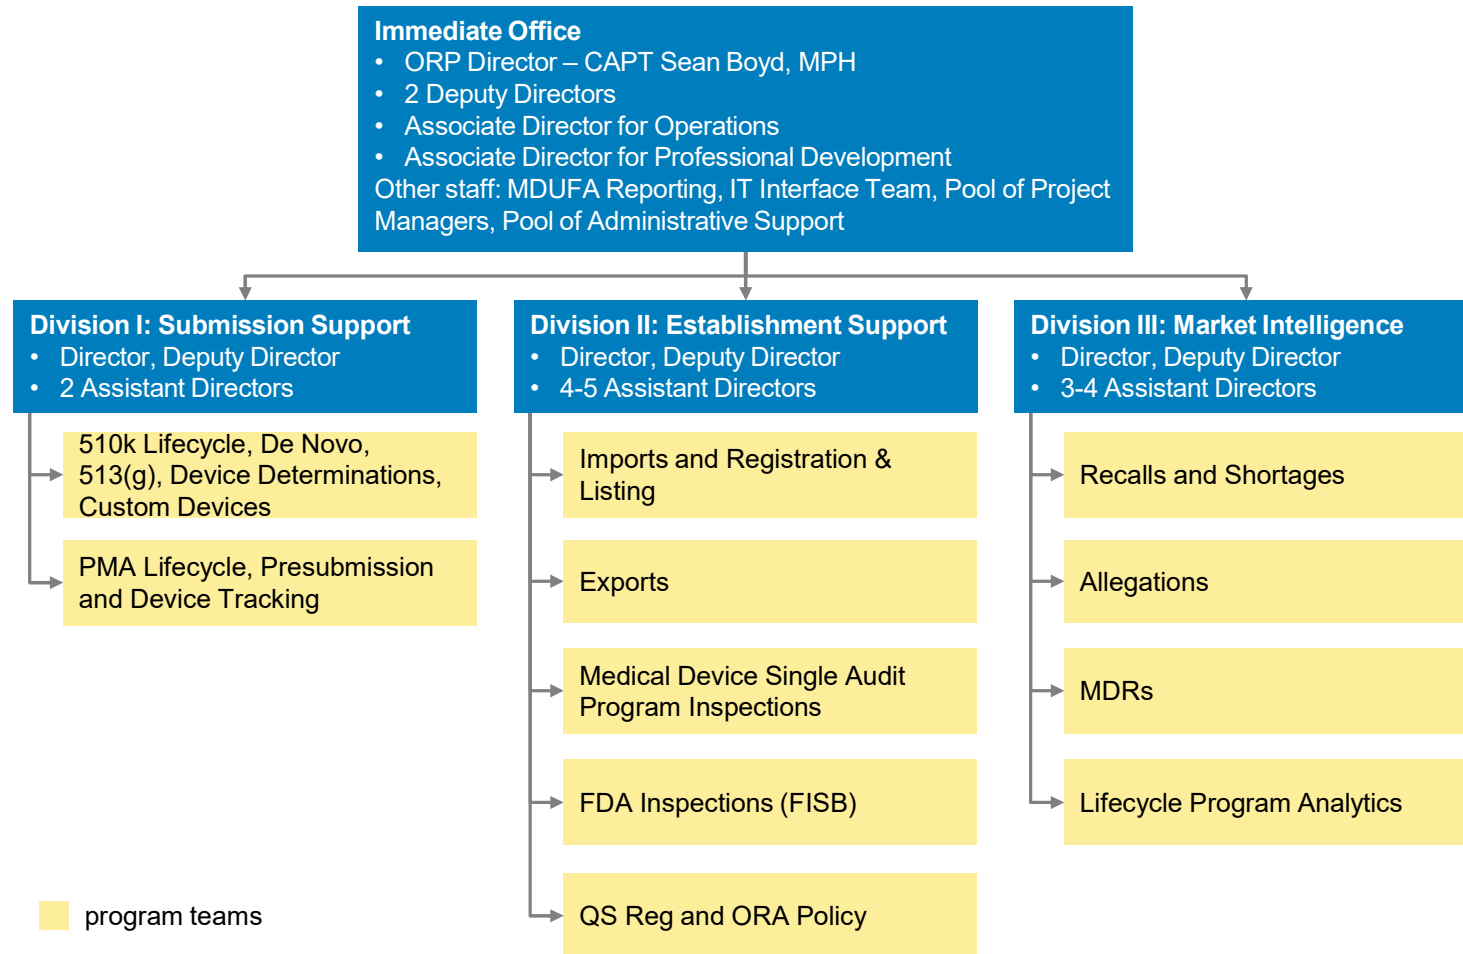 Immediate Office
• ORP Director – CAPT Sean Boyd, MPH
• 2 Deputy Directors
• Associate Director for Operations
• Associate Director for Professional Development
Other staff: MDUFA Reporting, IT Interface Team, Pool of Project
Managers, Pool of Administrative Support
Division I: Submission Support
• Director, Deputy Director
• 2 Assistant Directors
510k Lifecycle, De Novo,
513(g), Device Determinations,
Custom Devices
PMA Lifecycle, Presubmission
and Device Tracking
Division II: Establishment Support
• Director, Deputy Director
• 4-5 Assistant Directors
Imports and Registration &
Listing
Exports
Medical Device Single Audit
Program Inspections
FDA Inspections (FISB)
QS Reg and ORA Policy
Division III: Market Intelligence
• Director, Deputy Director
• 3-4 Assistant Directors
Recalls and Shortages
Allegations
MDRs
Lifecycle Program Analytics
program teams